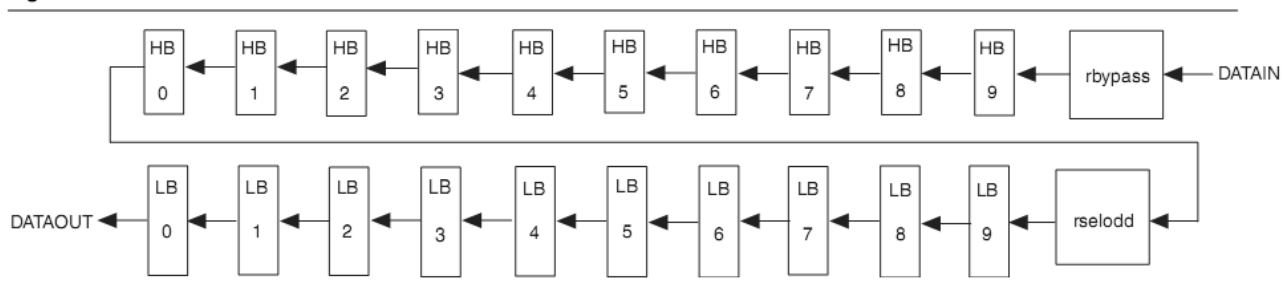 HB HB HB HB HB HB HB HB HB HB
0 1 2 3 4 5 6 7 8 9 rbypass DATAIN
LB LB LB LB LB LB LB LB LB LB
DATAOUT 0 1 2 3 4 5 6 7 8 9 rselodd